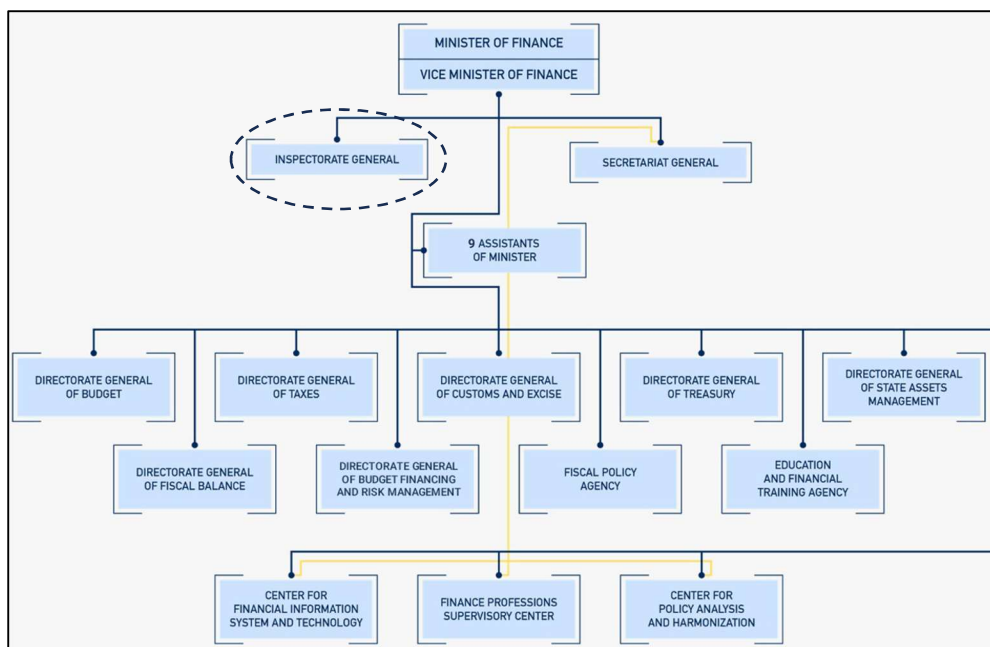 MINISTER OF FINANCE
VICE MINISTER OF FINANCE
INSPECTORATE GENERAL
SECRETARIAT GENERAL
9 ASSISTANTS
OF MINISTER
DIRECTORATE GENERAL
OF BUDGET
DIRECTORATE GENERAL
OF TAXES
DIRECTORATE GENERAL
OF CUSTOMS AND EXCISE
DIRECTORATE GENERAL
OF TREASURY
DIRECTORATE GENERAL
OF STATE ASSETS
MANAGEMENT
DIRECTORATE GENERAL
OF FISCAL BALANCE
DIRECTORATE GENERAL
OF BUDGET FINANCING
AND RISK MANAGEMENT
FISCAL POLICY
AGENCY
EDUCATION
AND FINANCIAL
TRAINING AGENCY
CENTER FOR
FINANCIAL INFORMATION
SYSTEM AND TECHNOLOGY
FINANCE PROFESSIONS
SUPERVISORY CENTER
CENTER FOR
POLICY ANALYSIS
AND HARMONIZATION